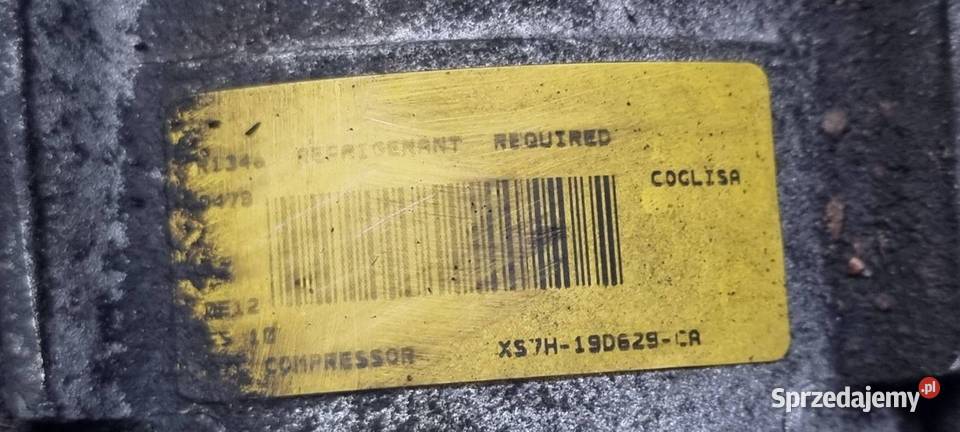 REFRIGERANT REQUIRED
COGLISA
COMPRESSOR
XS7H-19D629-CA
Sprzedajemy.pl